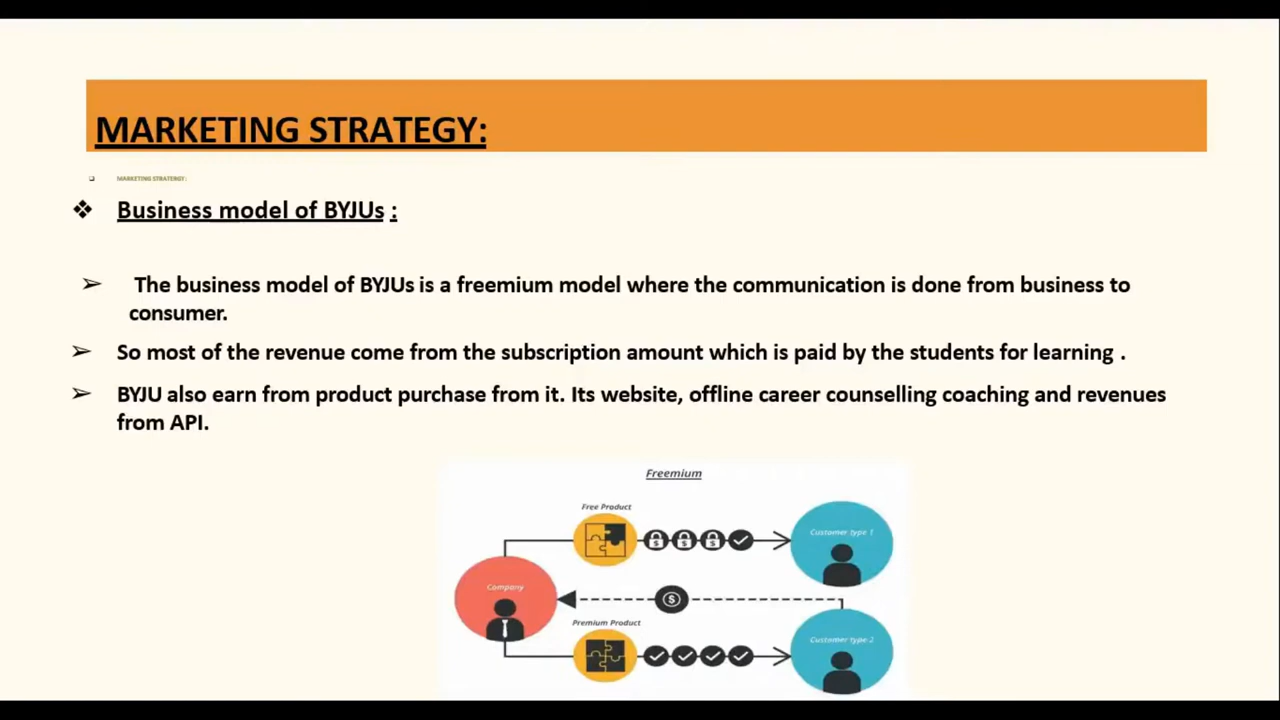 MARKETING STRATEGY:
MARKETING STRATERGY:
Business model of BYJUs :
The business model of BYJUs is a freemium model where the communication is done from business to
consumer.
So most of the revenue come from the subscription amount which is paid by the students for learning .
BYJU also earn from product purchase from it. Its website, offline career counselling coaching and revenues
from API.
Freemium
Free Product
Customer type 1
Company
Premium Product
Customer type 2